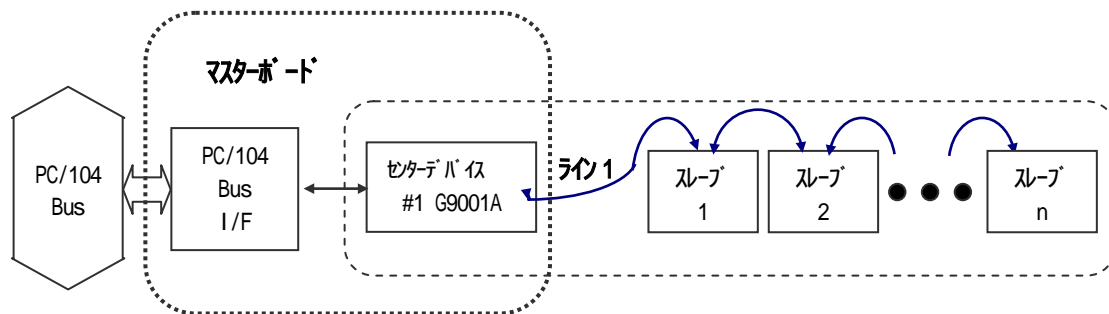 マスターボード
PC/104
Bus
PC/104
Bus
I/F
センターデバイス
#1 G9001A
ライン1
スレーブ
1
スレーブ
2
スレーブ
n